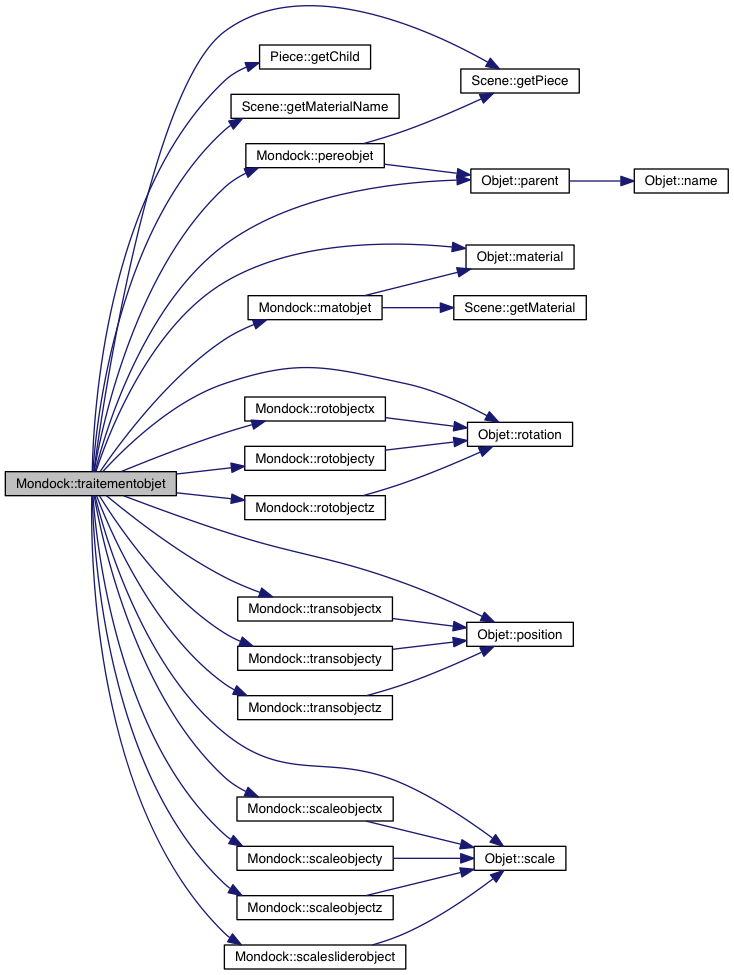 Piece::getChild
Scene::getPiece
Scene::getMaterialName
Mondock::pereobjet
Objet::parent
Objet::name
Objet::material
Mondock::matobjet
Scene::getMaterial
Mondock::rotobjectx
Objet::rotation
Mondock::rotobjecty
Mondock::traitementobjet
Mondock::rotobjectz
Mondock::transobjectx
Objet::position
Mondock::transobjecty
Mondock::transobjectz
Mondock::scaleobjectx
Mondock::scaleobjecty
Objet::scale
Mondock::scaleobjectz
Mondock::scalesliderobject